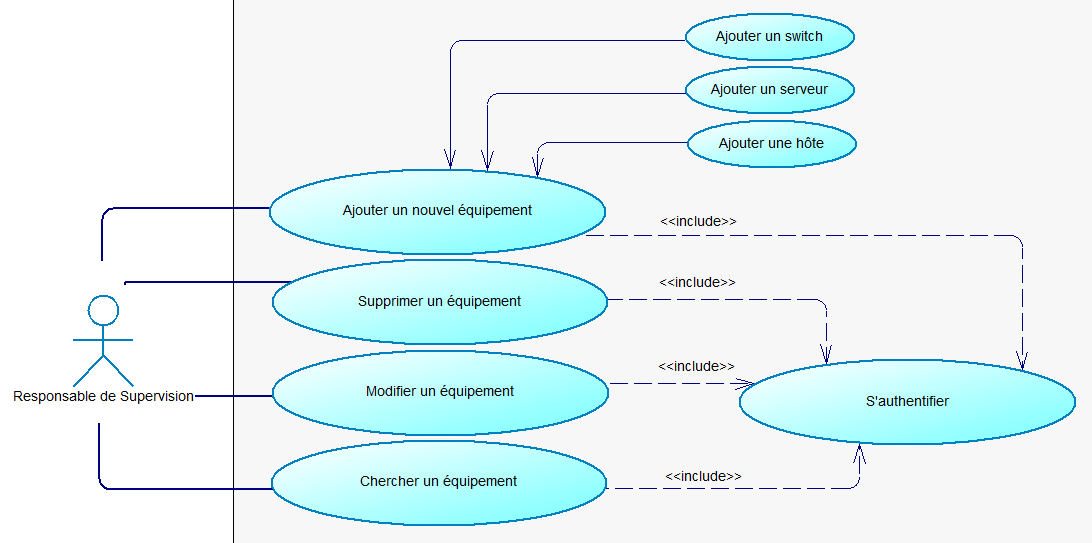 Ajouter un switch
Ajouter un serveur
Ajouter une hôte
Ajouter un nouvel équipement
<<include>>
Supprimer un équipement
<<include>>
Modifier un équipement
<<include>>
Responsable de Supervision
S'authentifier
Chercher un équipement
<<include>>